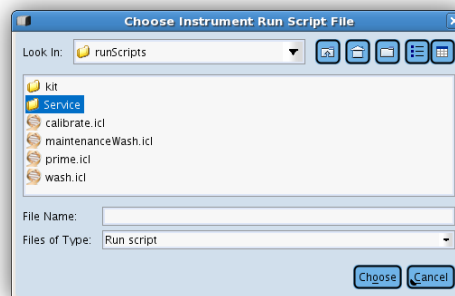 Choose Instrument Run Script File
Look In: runScripts
kit
Service
calibrate.icl
maintenanceWash.icl
prime.icl
wash.icl
File Name:
Files of Type: Run script
Choose Cancel